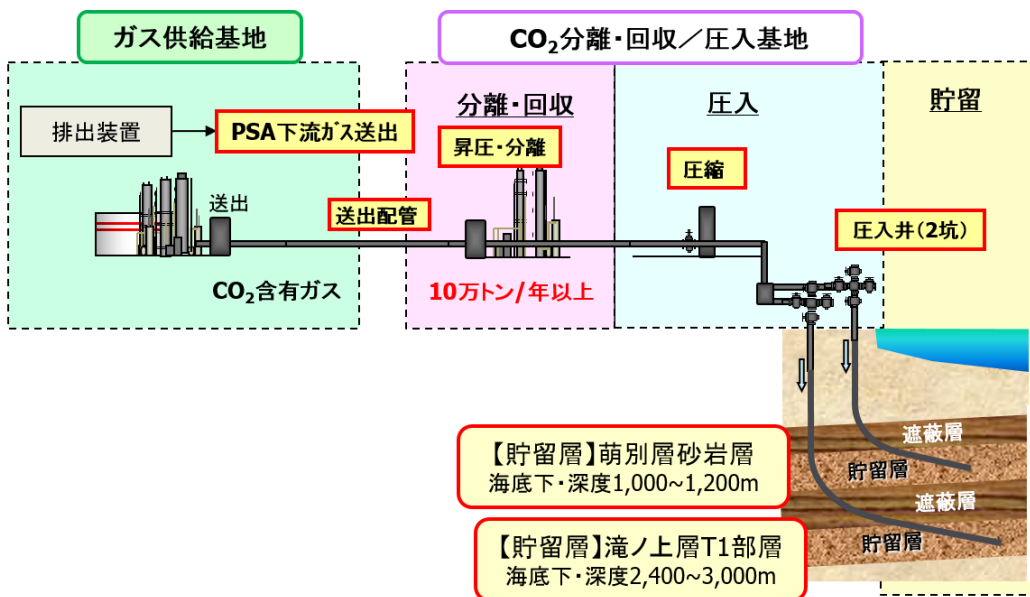 ガス供給基地
CO₂分離・回収／圧入基地
排出装置
PSA下流ガス送出
分離・回収
昇圧・分離
圧入
圧縮
貯留
送出
送出配管
圧入井（2坑）
CO₂含有ガス
10万トン/年以上
遮蔽層
貯留層
遮蔽層
貯留層
【貯留層】萌別層砂岩層
海底下・深度1,000~1,200m
【貯留層】滝ノ上層T1部層
海底下・深度2,400~3,000m